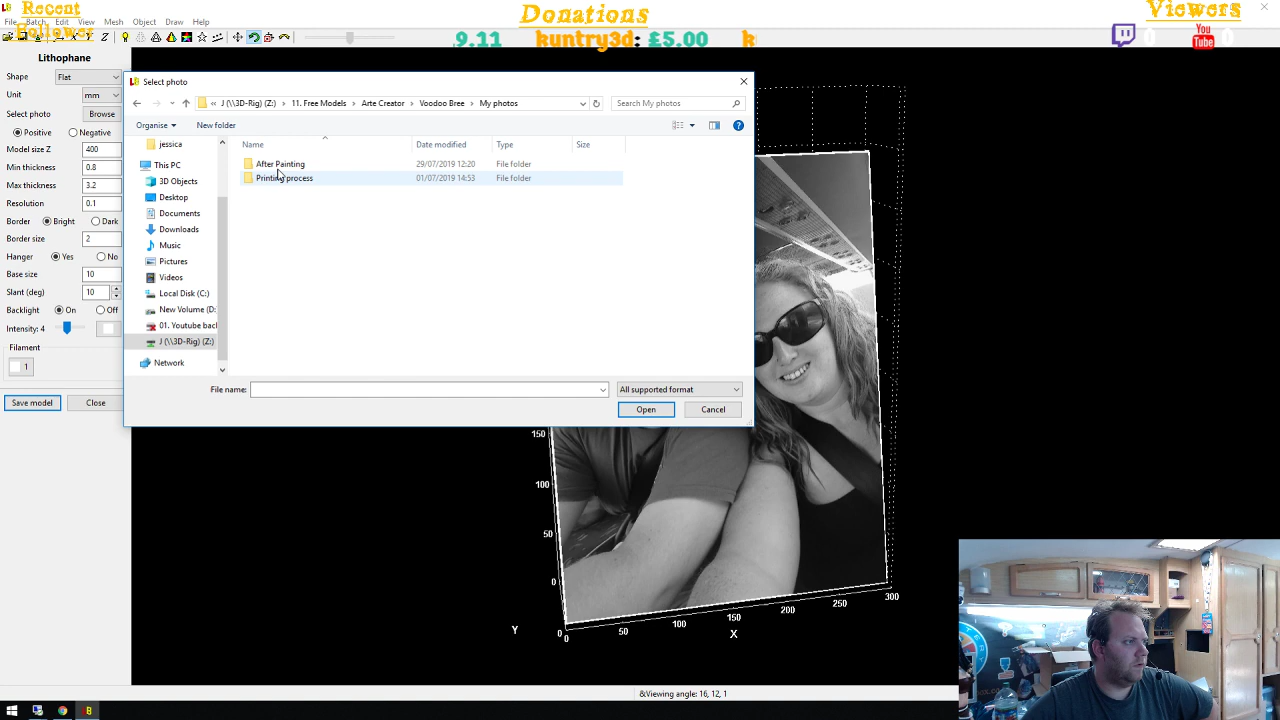 Recent
Follower
Donations
Viewers
File Batch Edit View Mesh Object Draw Help
9.11 kuntry3d: £5.00 k
0 You Tube 0
Lithophane
Shape Flat
Unit mm
Select photo Browse
Positive Negative
Model size Z 400
Min thickness 0.8
Max thickness 3.2
Resolution 0.1
Border Bright Dark
Border size 2
Hanger Yes No
Base size 10
Slant (deg) 10
Backlight On Off
Intensity: 4
Filament
1
Save model Close
Select photo
« J (\\3D-Rig) (Z:) › 11. Free Models › Arte Creator › Voodoo Bree › My photos
Search My photos
Organise New folder
Name Date modified Type Size
After Painting 29/07/2019 12:20 File folder
Printing process 01/07/2019 14:53 File folder
jessica
This PC
3D Objects
Desktop
Documents
Downloads
Music
Pictures
Videos
Local Disk (C:)
New Volume (D:
01. Youtube bac
J (\\3D-Rig) (Z:)
Network
File name:
All supported format
Open Cancel
150
100
50
0
Y
0
0
50
100
150
200
250
300
X
&Viewing angle: 16, 12, 1